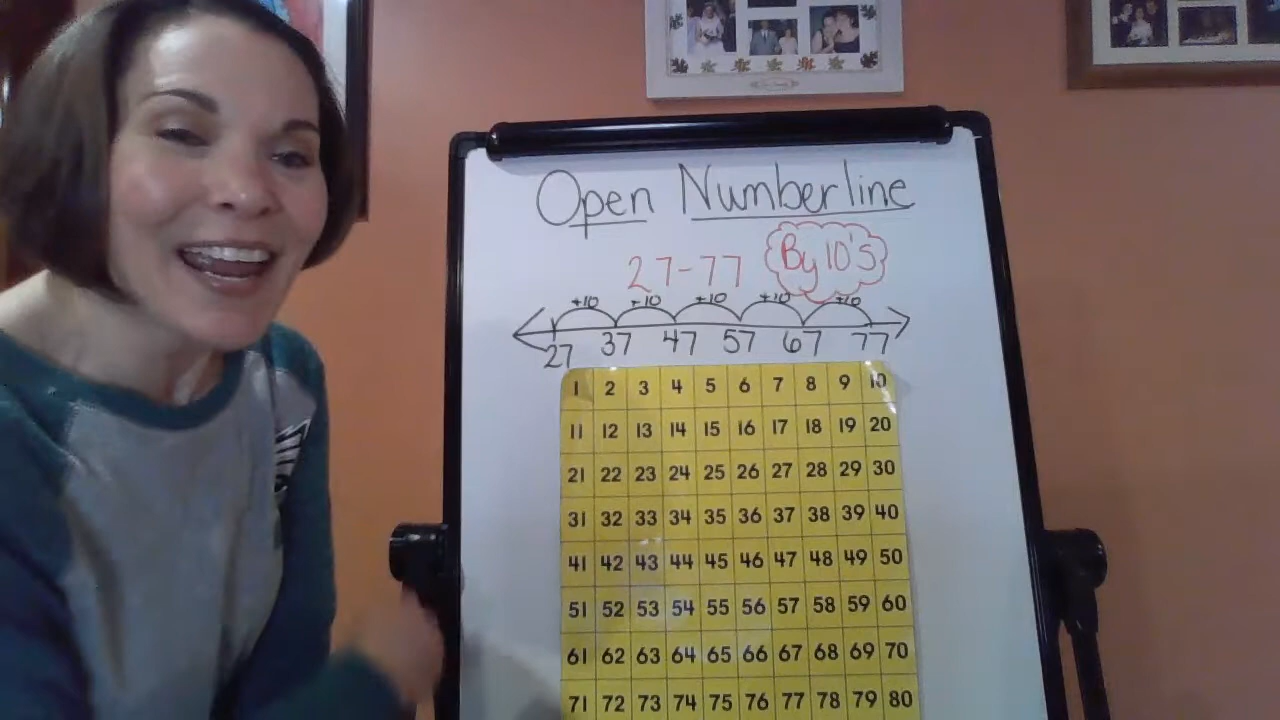 Open Numberline
27-77 By 10's
+10 +10 +10 +10 +10
27 37 47 57 67 77
1 2 3 4 5 6 7 8 9 10
11 12 13 14 15 16 17 18 19 20
21 22 23 24 25 26 27 28 29 30
31 32 33 34 35 36 37 38 39 40
41 42 43 44 45 46 47 48 49 50
51 52 53 54 55 56 57 58 59 60
61 62 63 64 65 66 67 68 69 70
71 72 73 74 75 76 77 78 79 80